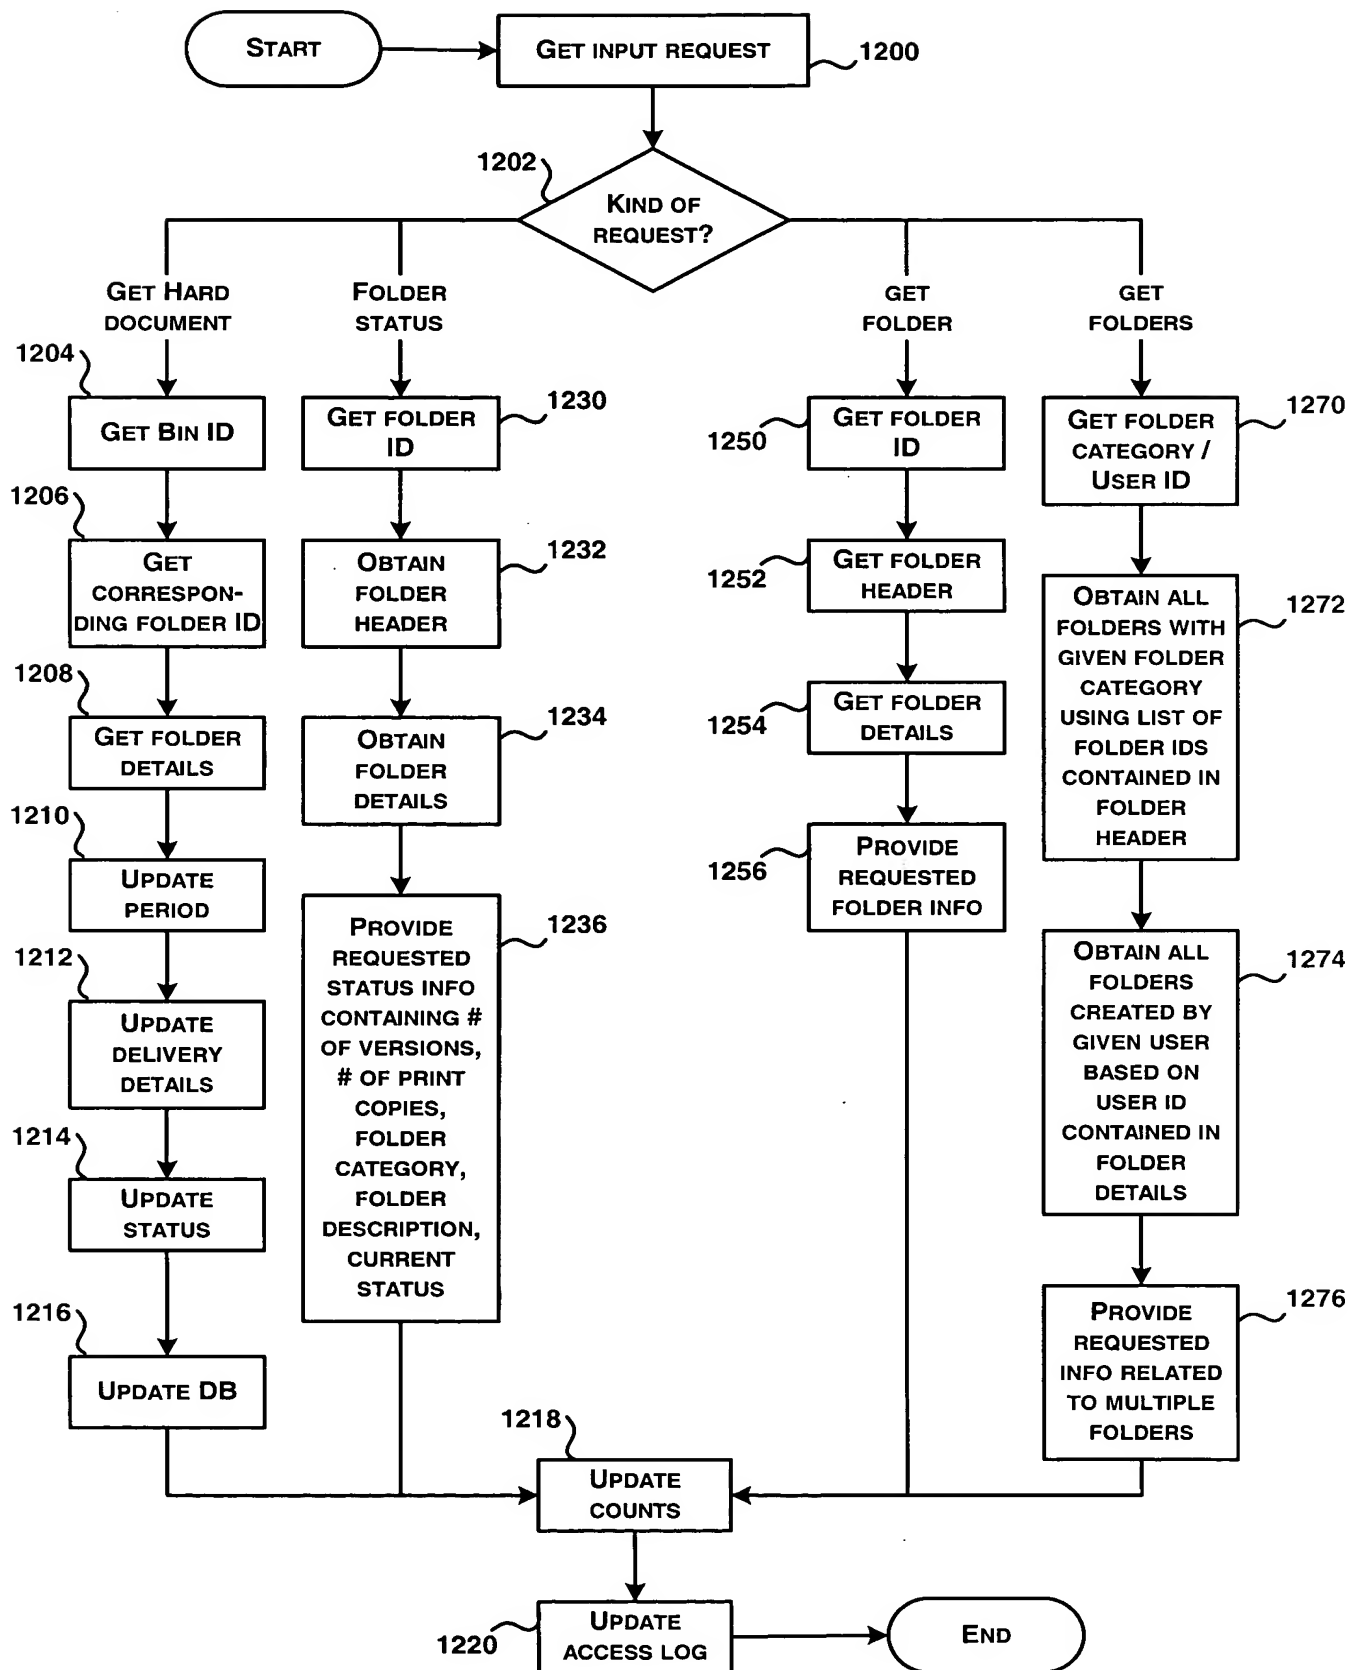 START
GET INPUT REQUEST
1200
1202
KIND OF
REQUEST?
GET HARD
DOCUMENT
1204
GET BIN ID
1206
GET
CORRESPON-
DING FOLDER ID
1208
GET FOLDER
DETAILS
1210
UPDATE
PERIOD
1212
UPDATE
DELIVERY
DETAILS
1214
UPDATE
STATUS
1216
UPDATE DB
FOLDER
STATUS
1230
GET FOLDER
ID
1232
OBTAIN
FOLDER
HEADER
1234
OBTAIN
FOLDER
DETAILS
1236
PROVIDE
REQUESTED
STATUS INFO
CONTAINING #
OF VERSIONS,
# OF PRINT
COPIES,
FOLDER
CATEGORY,
FOLDER
DESCRIPTION,
CURRENT
STATUS
GET
FOLDER
1250
GET FOLDER
ID
1252
GET FOLDER
HEADER
1254
GET FOLDER
DETAILS
1256
PROVIDE
REQUESTED
FOLDER INFO
GET
FOLDERS
1270
GET FOLDER
CATEGORY /
USER ID
1272
OBTAIN ALL
FOLDERS WITH
GIVEN FOLDER
CATEGORY
USING LIST OF
FOLDER IDS
CONTAINED IN
FOLDER
HEADER
1274
OBTAIN ALL
FOLDERS
CREATED BY
GIVEN USER
BASED ON
USER ID
CONTAINED IN
FOLDER
DETAILS
1276
PROVIDE
REQUESTED
INFO RELATED
TO MULTIPLE
FOLDERS
1218
UPDATE
COUNTS
1220
UPDATE
ACCESS LOG
END